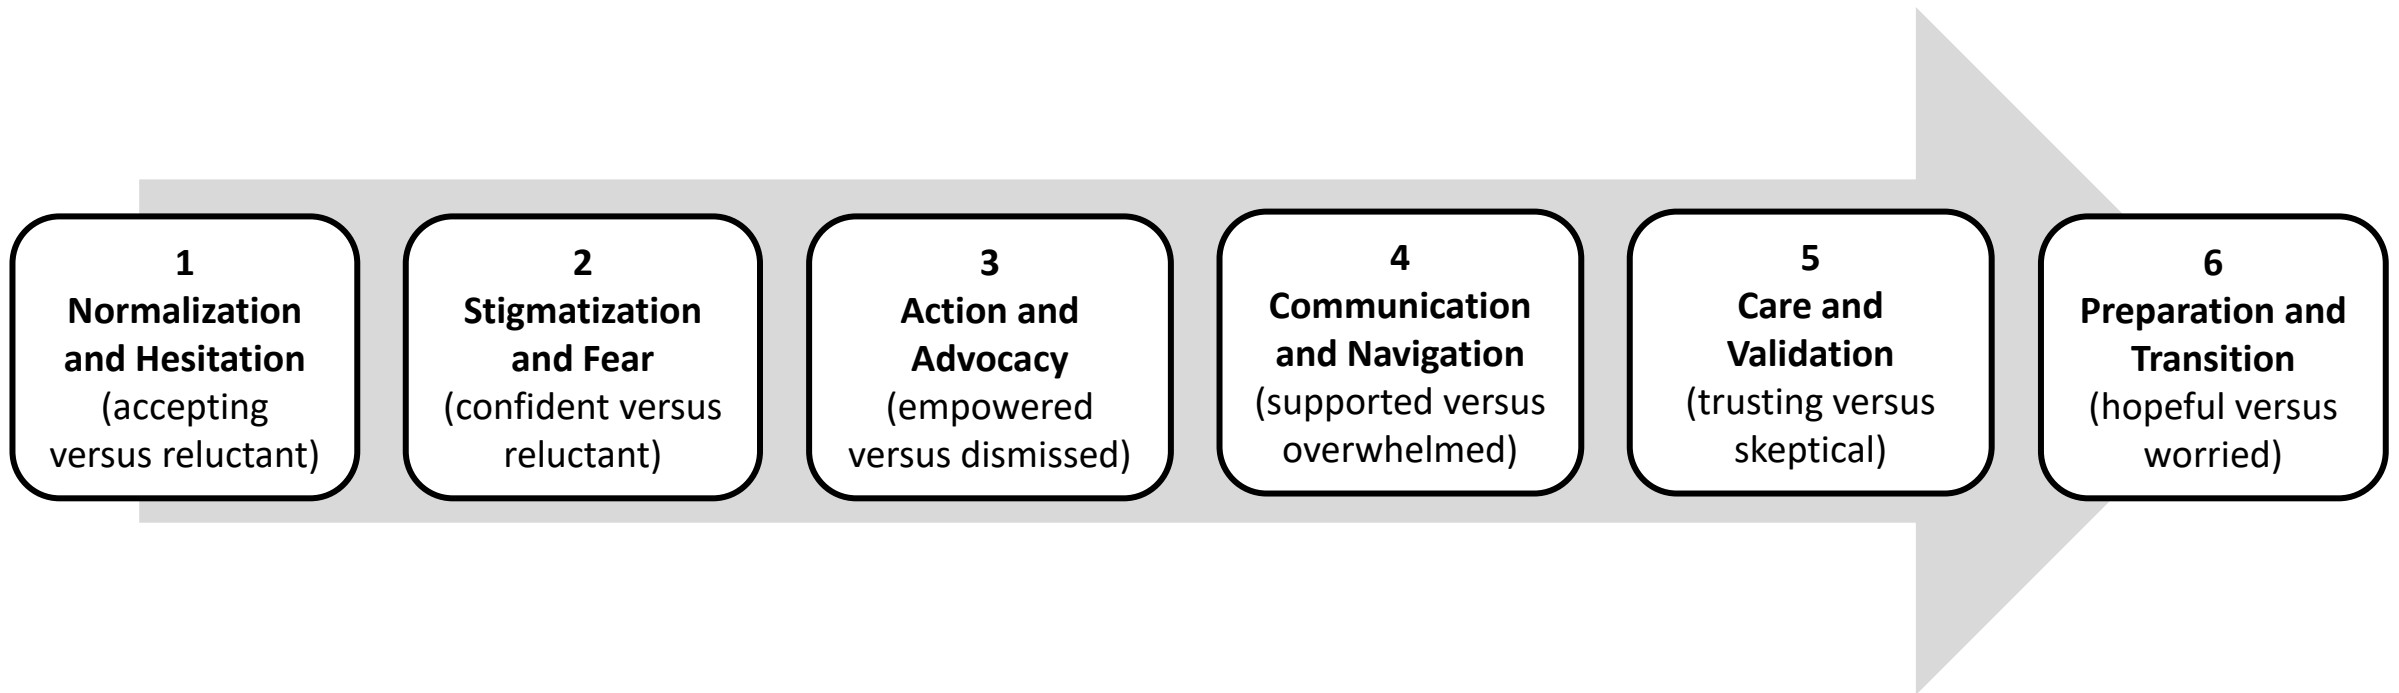 1
Normalization
and Hesitation
(accepting
versus reluctant)
2
Stigmatization
and Fear
(confident versus
reluctant)
3
Action and
Advocacy
(empowered
versus dismissed)
4
Communication
and Navigation
(supported versus
overwhelmed)
5
Care and
Validation
(trusting versus
skeptical)
6
Preparation and
Transition
(hopeful versus
worried)